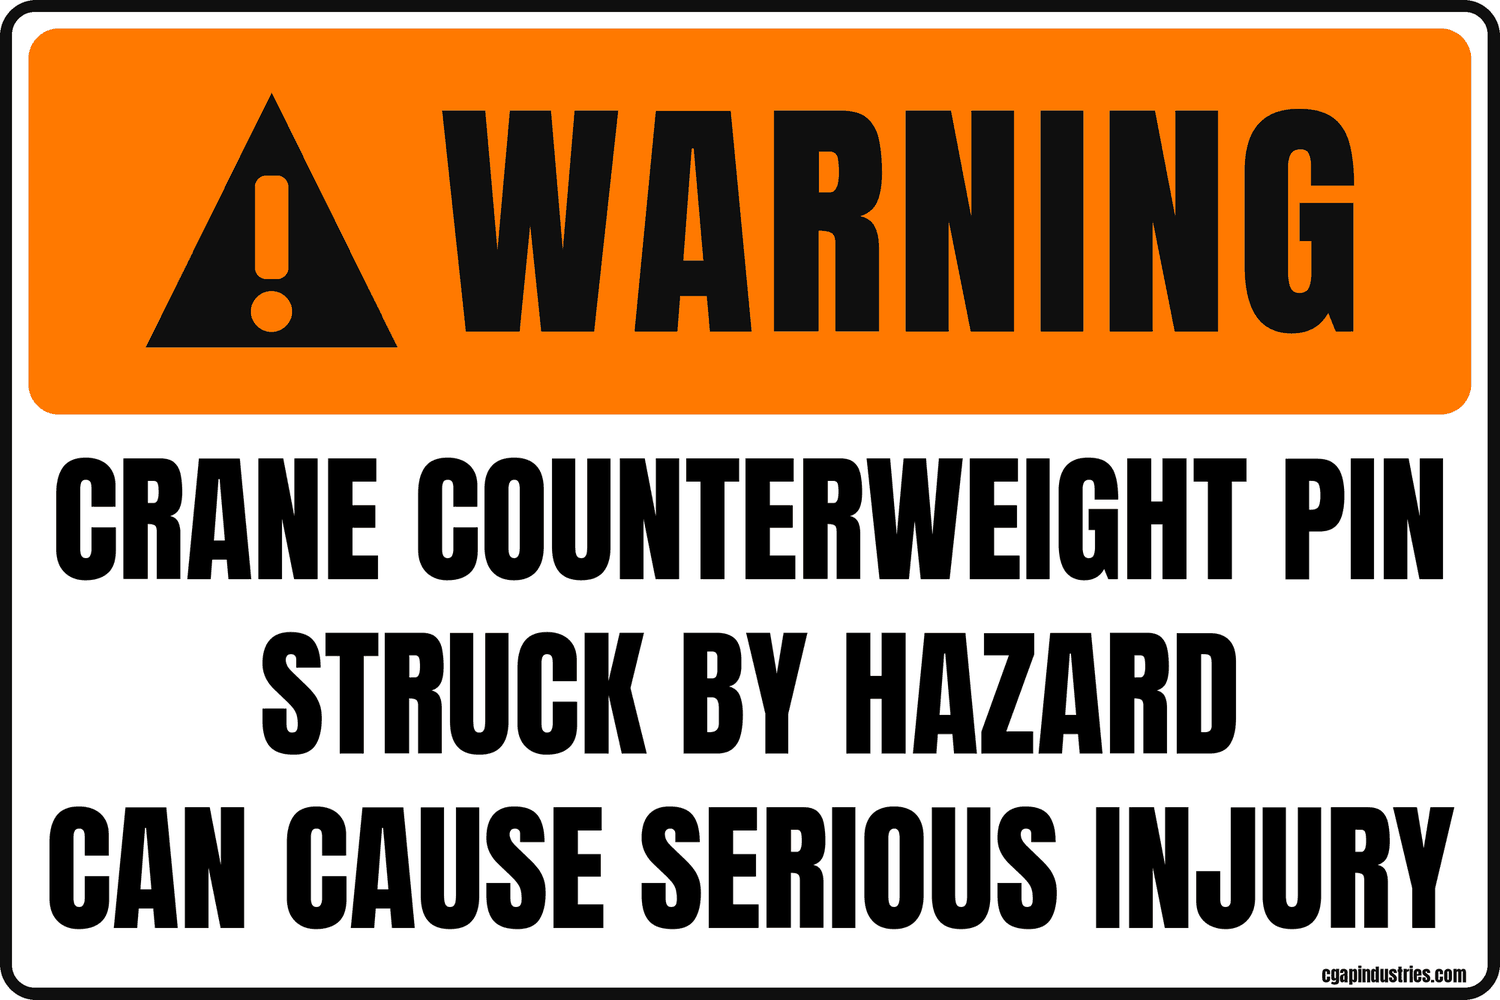 WARNING
CRANE COUNTERWEIGHT PIN
STRUCK BY HAZARD
CAN CAUSE SERIOUS INJURY
cgapindustries.com